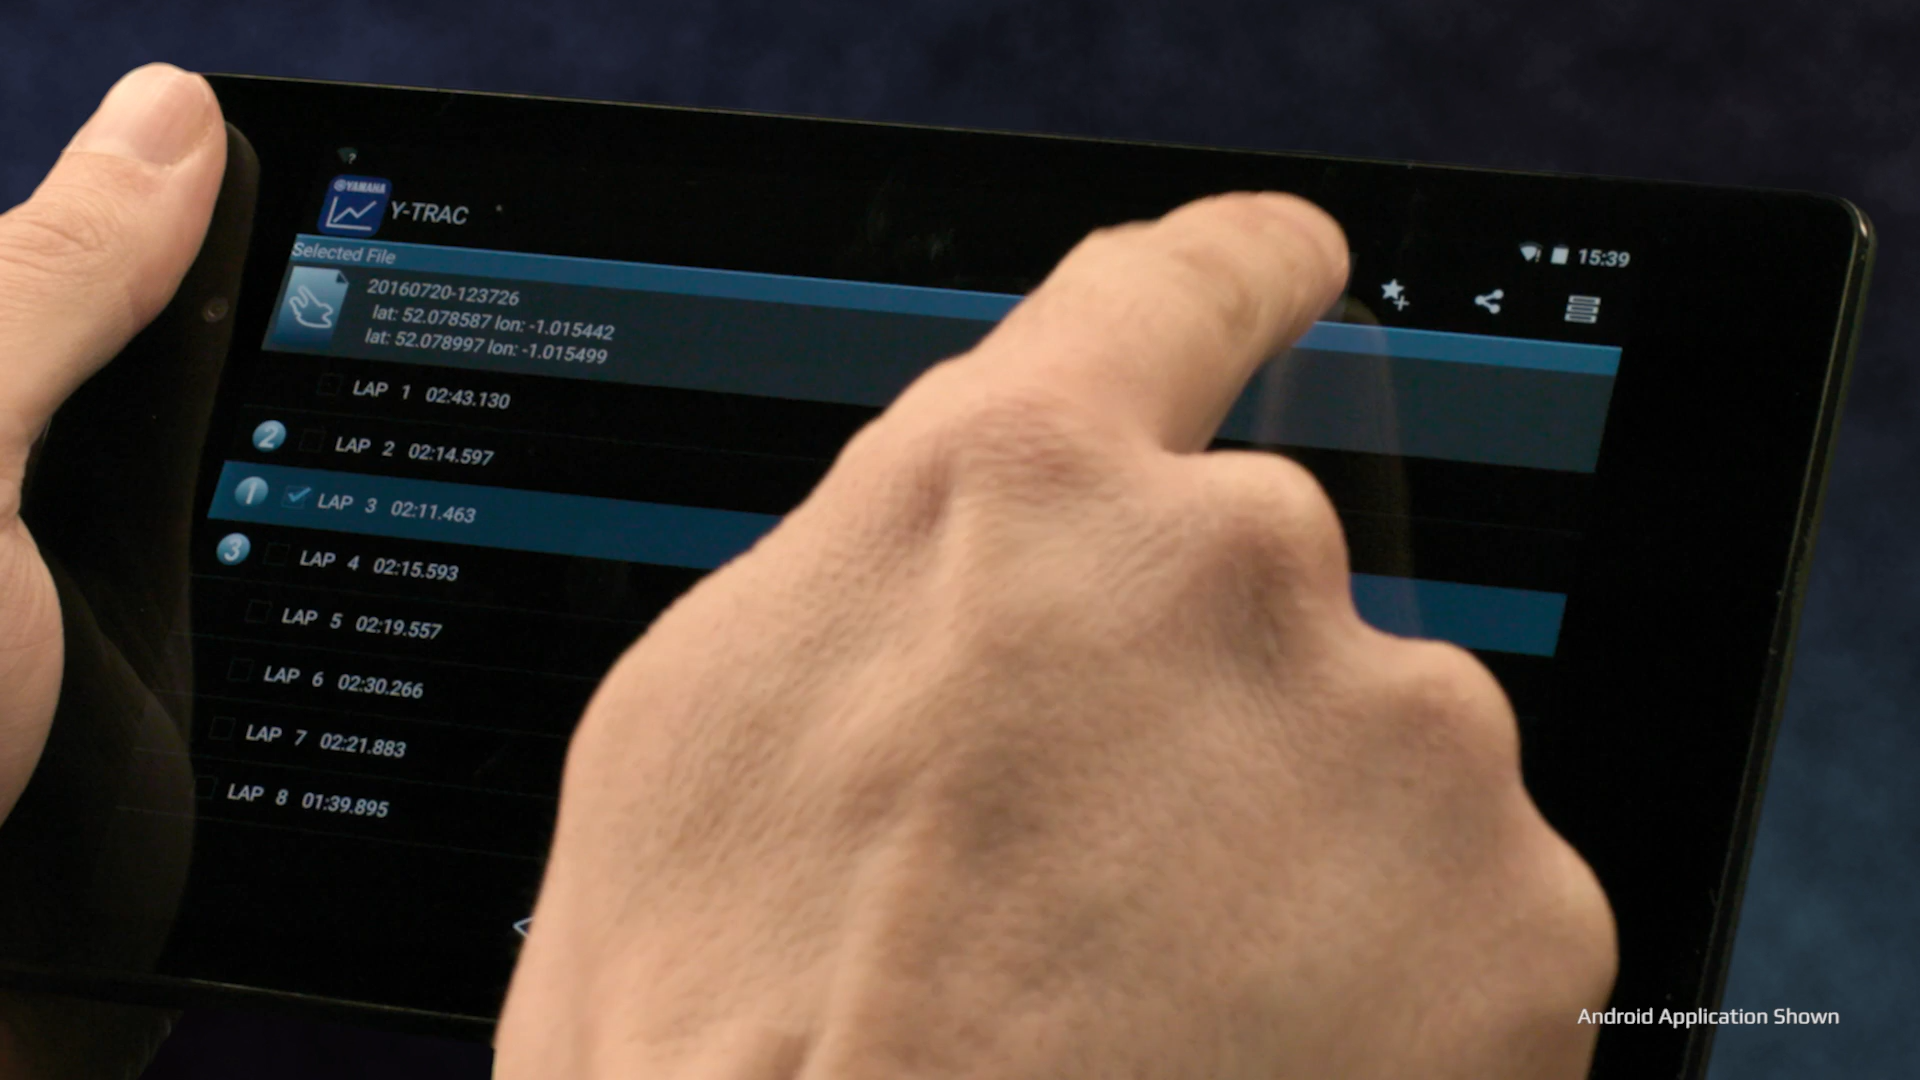 YAMAHA
Y-TRAC
15:39
Selected File
20160720-123726
lat: 52.078587 lon: -1.015442
lat: 52.078997 lon: -1.015499
LAP 1 02:43.130
2 LAP 2 02:14.597
1 LAP 3 02:11.463
3 LAP 4 02:15.593
LAP 5 02:19.557
LAP 6 02:30.266
LAP 7 02:21.883
LAP 8 01:39.895
Android Application Shown